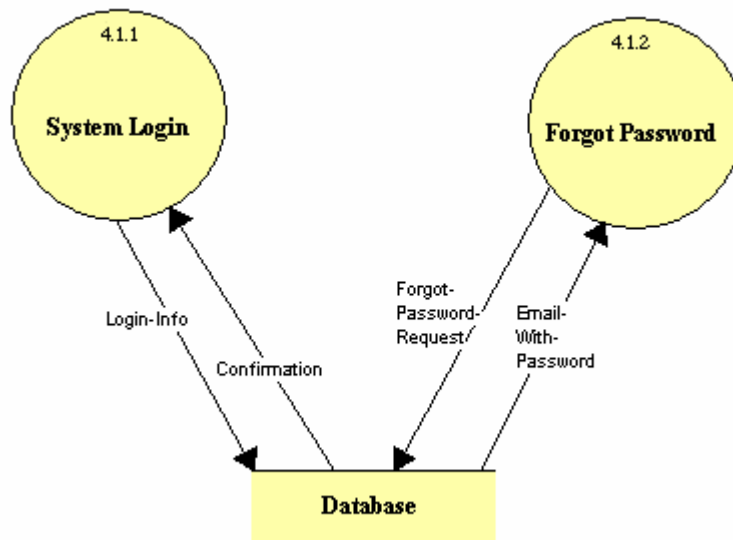 4.1.1
System Login
4.1.2
Forgot Password
Login-Info
Confirmation
Forgot-
Password-
Request
Email-
With-
Password
Database